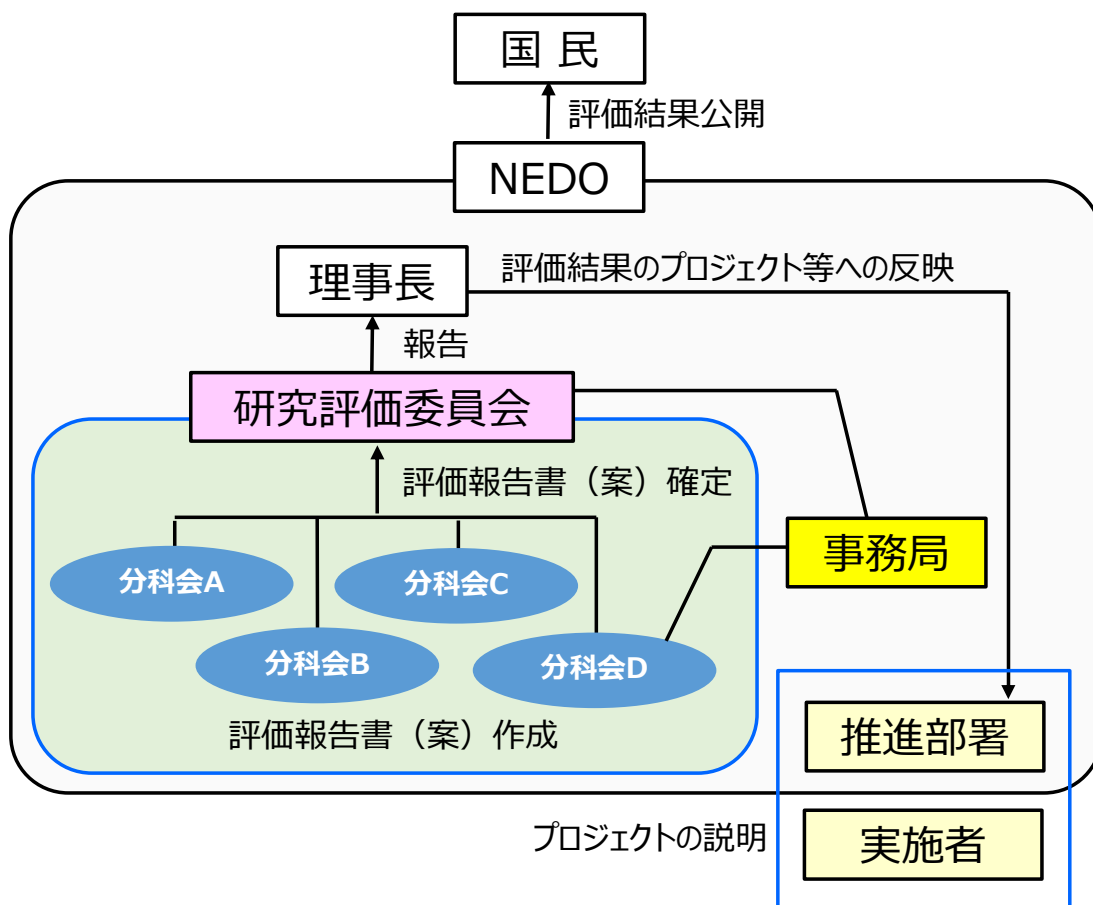 国 民
評価結果公開
NEDO
理事長
評価結果のプロジェクト等への反映
報告
研究評価委員会
評価報告書（案）確定
事務局
分科会A
分科会C
分科会B
分科会D
評価報告書（案）作成
推進部署
プロジェクトの説明
実施者